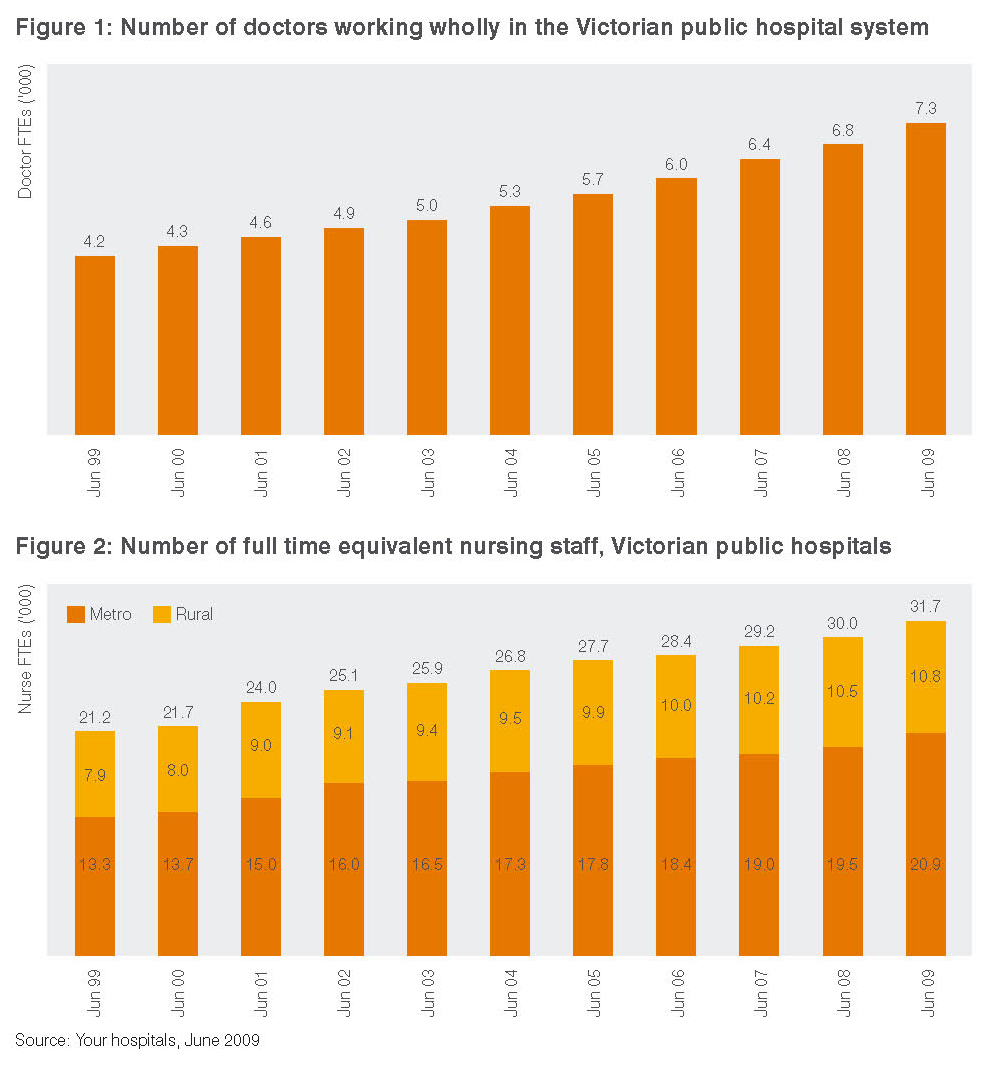 Figure 1: Number of doctors working wholly in the Victorian public hospital system
Doctor FTEs ('000)
4.2
4.3
4.6
4.9
5.0
5.3
5.7
6.0
6.4
6.8
7.3
Jun 99
Jun 00
Jun 01
Jun 02
Jun 03
Jun 04
Jun 05
Jun 06
Jun 07
Jun 08
Jun 09
Figure 2: Number of full time equivalent nursing staff, Victorian public hospitals
Nurse FTEs ('000)
Metro
Rural
21.2
21.7
24.0
25.1
25.9
26.8
27.7
28.4
29.2
30.0
31.7
7.9
8.0
9.0
9.1
9.4
9.5
9.9
10.0
10.2
10.5
10.8
13.3
13.7
15.0
16.0
16.5
17.3
17.8
18.4
19.0
19.5
20.9
Jun 99
Jun 00
Jun 01
Jun 02
Jun 03
Jun 04
Jun 05
Jun 06
Jun 07
Jun 08
Jun 09
Source: Your hospitals, June 2009